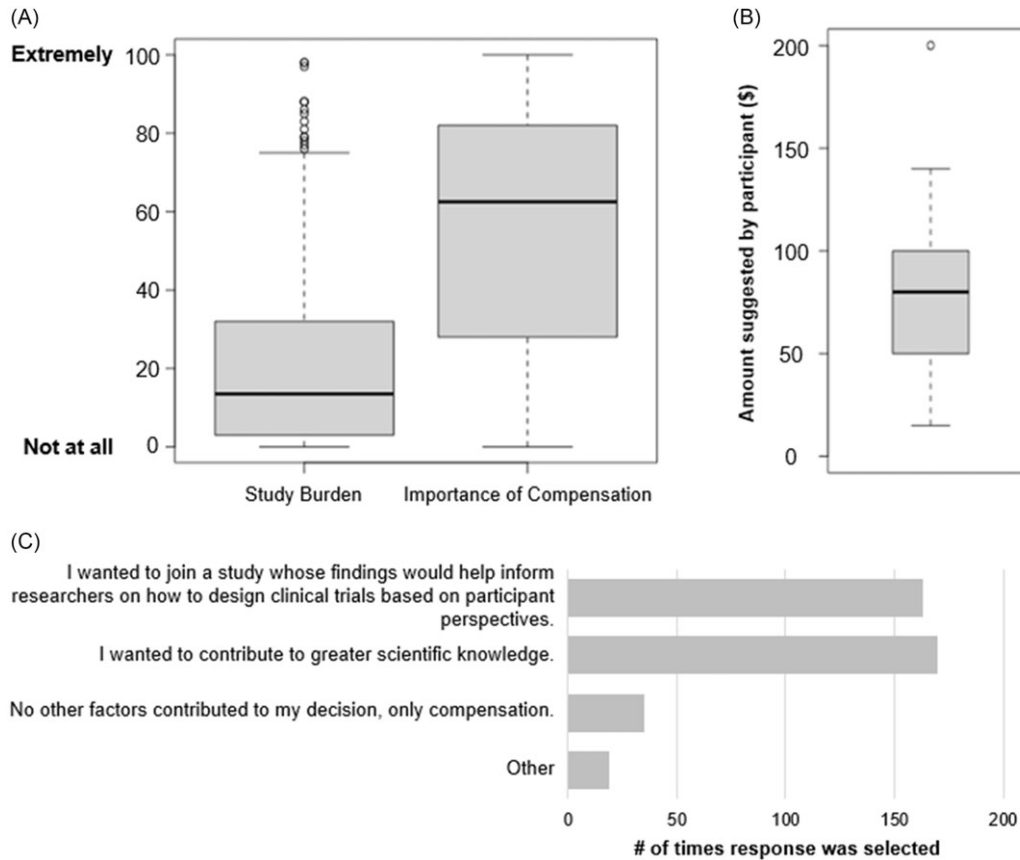 (A)
Extremely
100
80
60
40
20
0
Not at all
Study Burden
Importance of Compensation
(B)
Amount suggested by participant ($)
200
150
100
50
0
(C)
I wanted to join a study whose findings would help inform
researchers on how to design clinical trials based on participant
perspectives.
I wanted to contribute to greater scientific knowledge.
No other factors contributed to my decision, only compensation.
Other
0 50 100 150 200
# of times response was selected